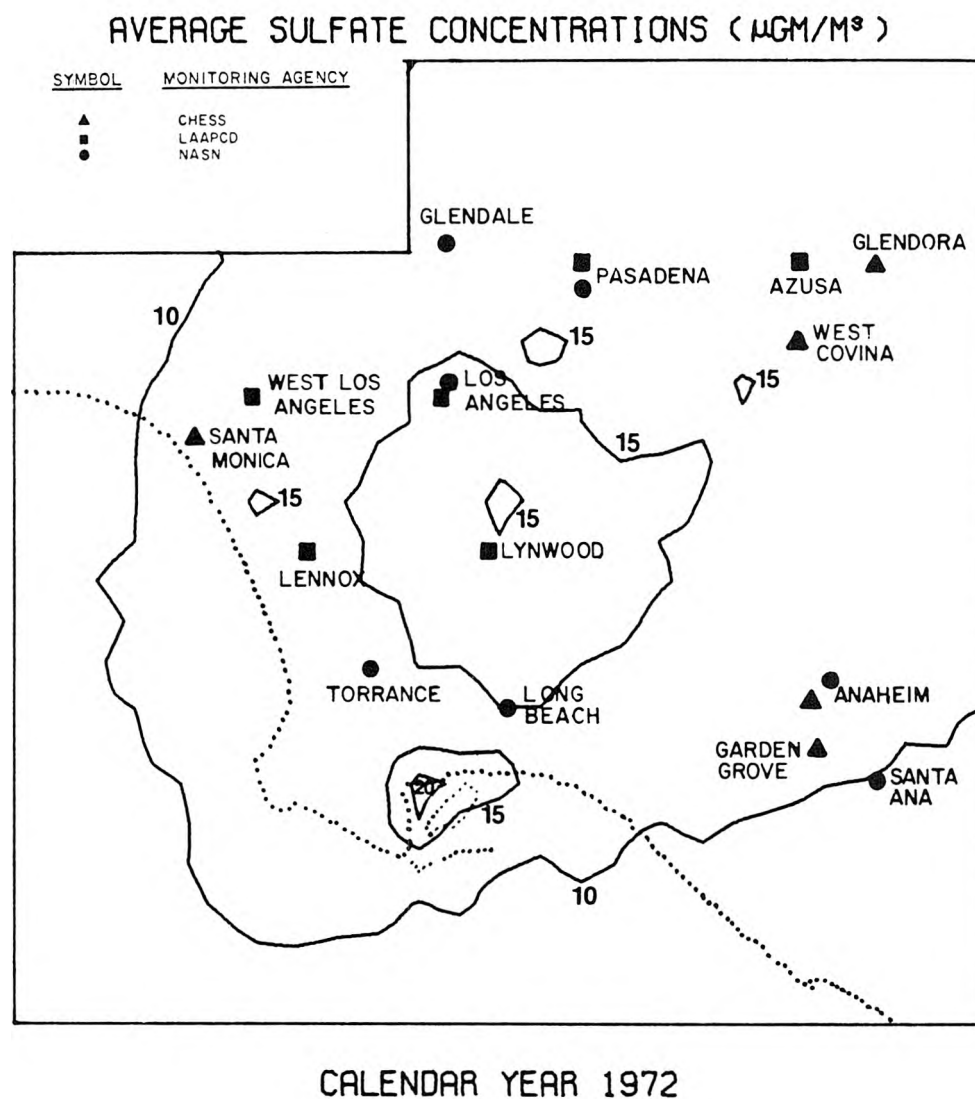 AVERAGE SULFATE CONCENTRATIONS (µGM/M³)
SYMBOL MONITORING AGENCY
▲ CHESS
■ LAAPCD
● NASN
GLENDALE
PASADENA
AZUSA
GLENDORA
WEST
COVINA
10
15
15
WEST LOS
ANGELES
LOS
ANGELES
SANTA
MONICA
15
15
15
LYNWOOD
LENNOX
TORRANCE
LONG
BEACH
ANAHEIM
GARDEN
GROVE
SANTA
ANA
20
15
10
CALENDAR YEAR 1972